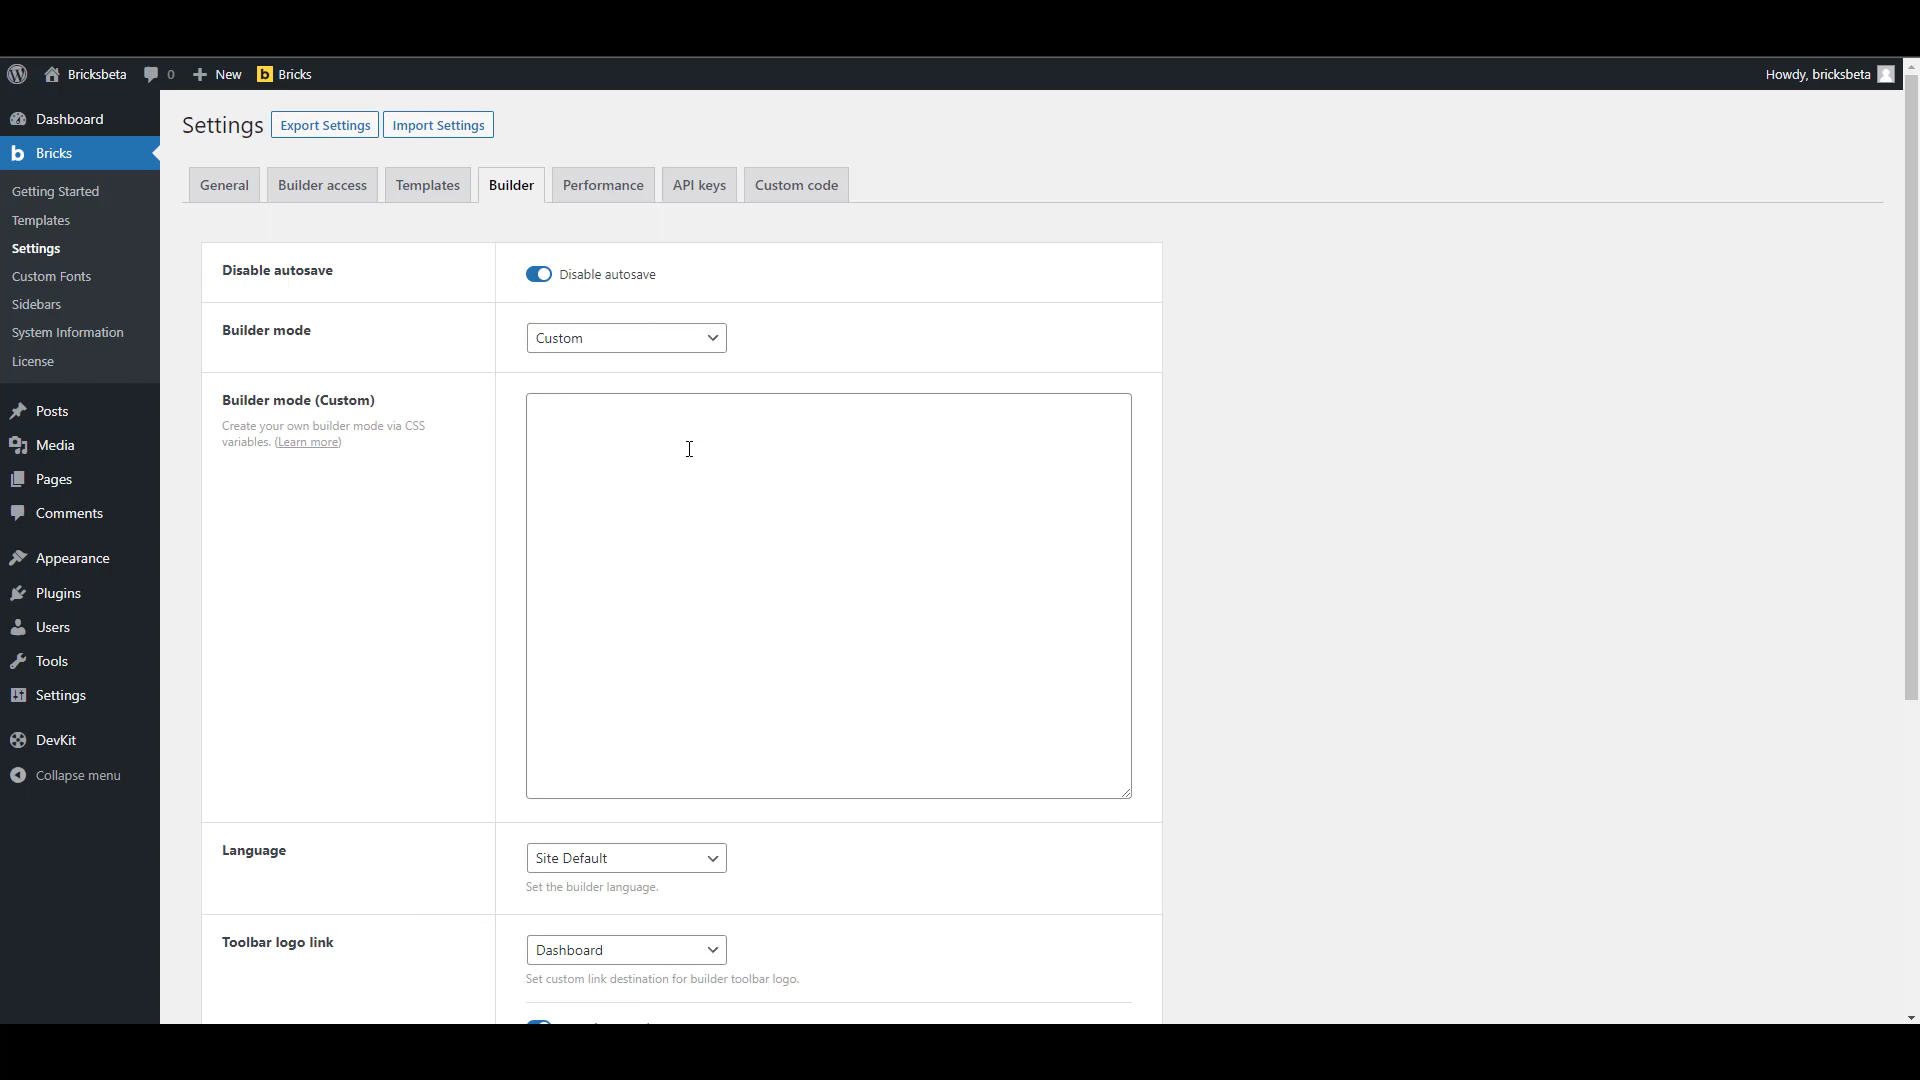 Bricksbeta
0
New
Bricks
Howdy, bricksbeta
Dashboard
Bricks
Getting Started
Templates
Settings
Custom Fonts
Sidebars
System Information
License
Posts
Media
Pages
Comments
Appearance
Plugins
Users
Tools
Settings
DevKit
Collapse menu
Settings
Export Settings
Import Settings
General
Builder access
Templates
Builder
Performance
API keys
Custom code
Disable autosave
Disable autosave
Builder mode
Custom
Builder mode (Custom)
Create your own builder mode via CSS
variables. (Learn more)
Language
Site Default
Set the builder language.
Toolbar logo link
Dashboard
Set custom link destination for builder toolbar logo.